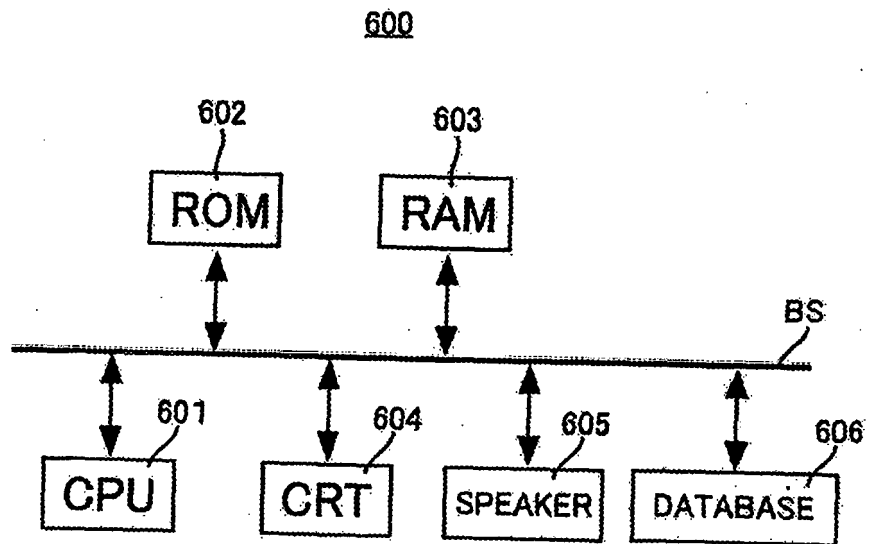 600
602
603
ROM
RAM
BS
601
604
605
606
CPU
CRT
SPEAKER
DATABASE